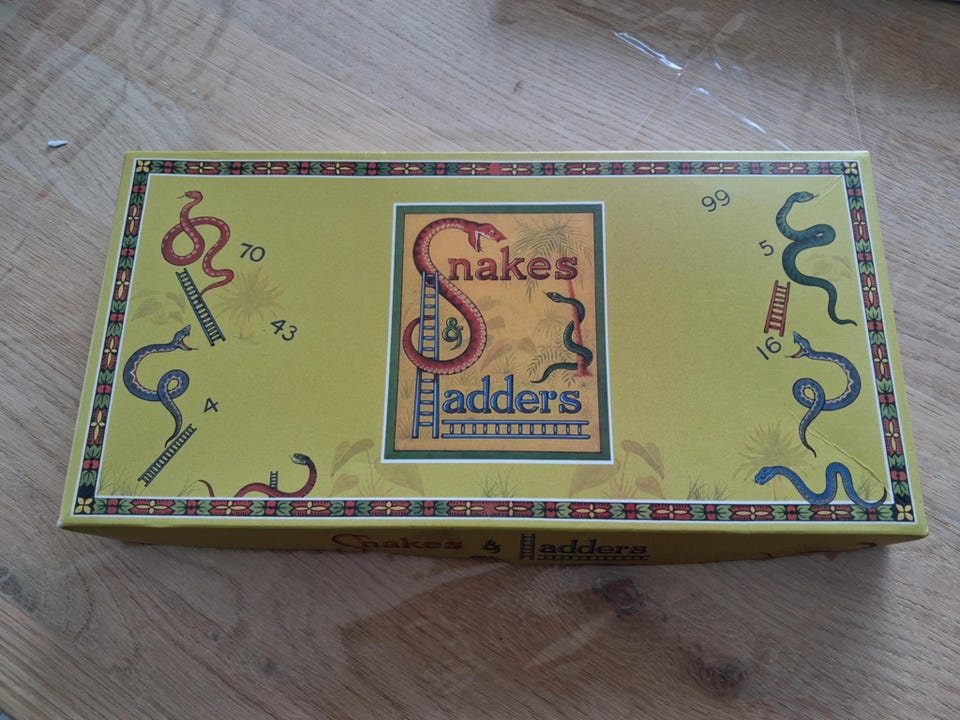 70
43
4
Snakes
&
Ladders
99
5
16
Snakes & Ladders